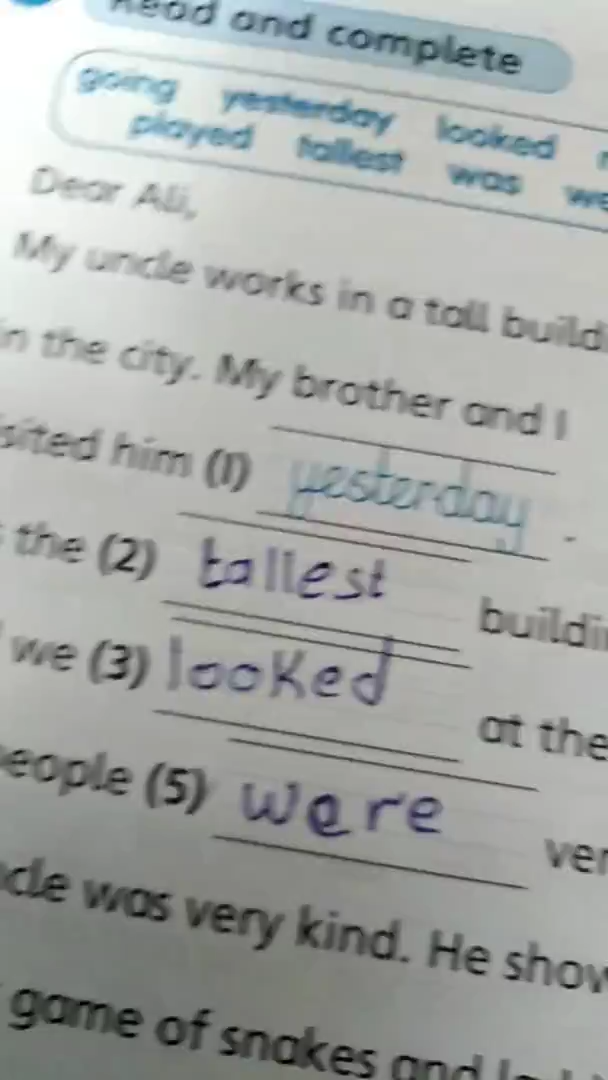 Read and complete
going yesterday looked
played tallest was we
Dear Ali,
My uncle works in a tall build
in the city. My brother and I
sited him (1) yesterday.
the (2) tallest buildi
we (3) looked at the
eople (5) were ver
cle was very kind. He show
game of snakes and